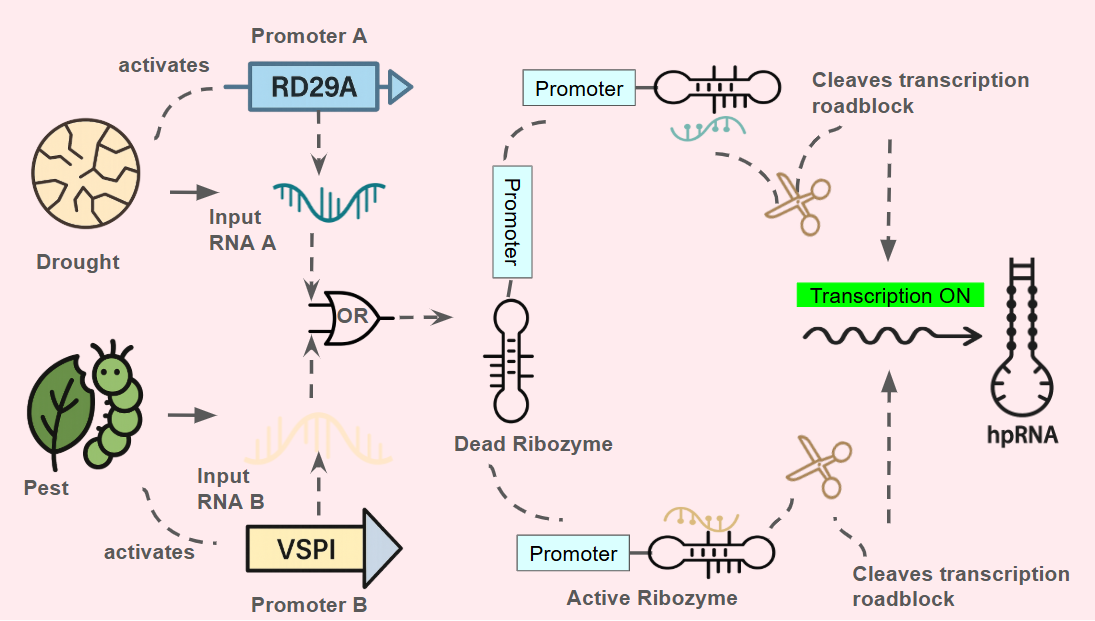 Promoter A
activates
RD29A
Drought
Input
RNA A
OR
Pest
Input
RNA B
activates
VSPI
Promoter B
Promoter
Promoter
Dead Ribozyme
Promoter
Active Ribozyme
Cleaves transcription
roadblock
Transcription ON
hpRNA
Cleaves transcription
roadblock